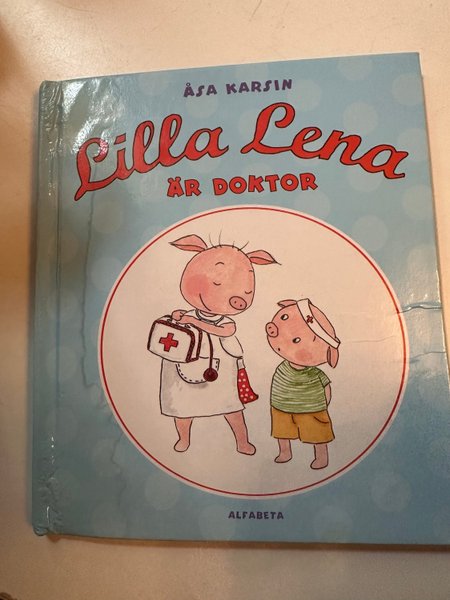 ÅSA KARSIN
Lilla Lena
ÄR DOKTOR
ALFABETA